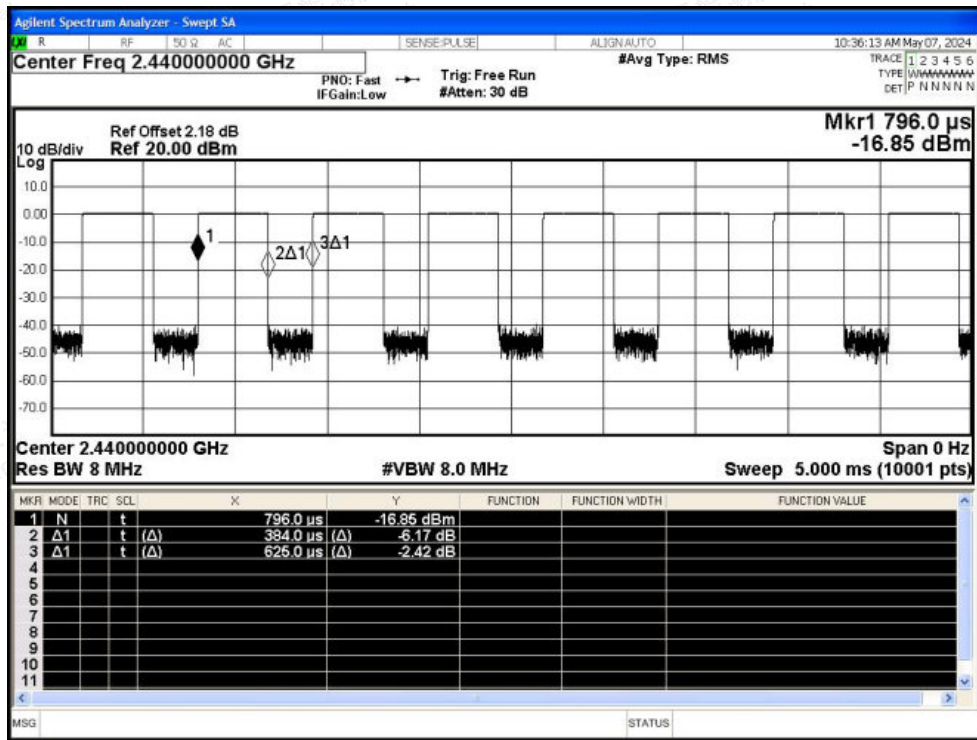 Agilent Spectrum Analyzer - Swept SA
LXI R RF 50 Ω AC SENSE:PULSE ALIGNAUTO 10:36:13 AM May 07, 2024
Center Freq 2.440000000 GHz #Avg Type: RMS TRACE 1 2 3 4 5 6
PNO: Fast Trig: Free Run TYPE WWWWWW
IFGain:Low #Atten: 30 dB DET P N N N N N
Mkr1 796.0 µs
Ref Offset 2.18 dB
10 dB/div Ref 20.00 dBm -16.85 dBm
Log
10.0
0.00
-10.0
-20.0
-30.0
-40.0
-50.0
-60.0
-70.0
1 2Δ1 3Δ1
Center 2.440000000 GHz Span 0 Hz
Res BW 8 MHz #VBW 8.0 MHz Sweep 5.000 ms (10001 pts)
MKR MODE TRC SCL X Y FUNCTION FUNCTION WIDTH FUNCTION VALUE
1 N t 796.0 µs -16.85 dBm
2 Δ1 t (Δ) 384.0 µs (Δ) -6.17 dB
3 Δ1 t (Δ) 625.0 µs (Δ) -2.42 dB
4
5
6
7
8
9
10
11
MSG STATUS